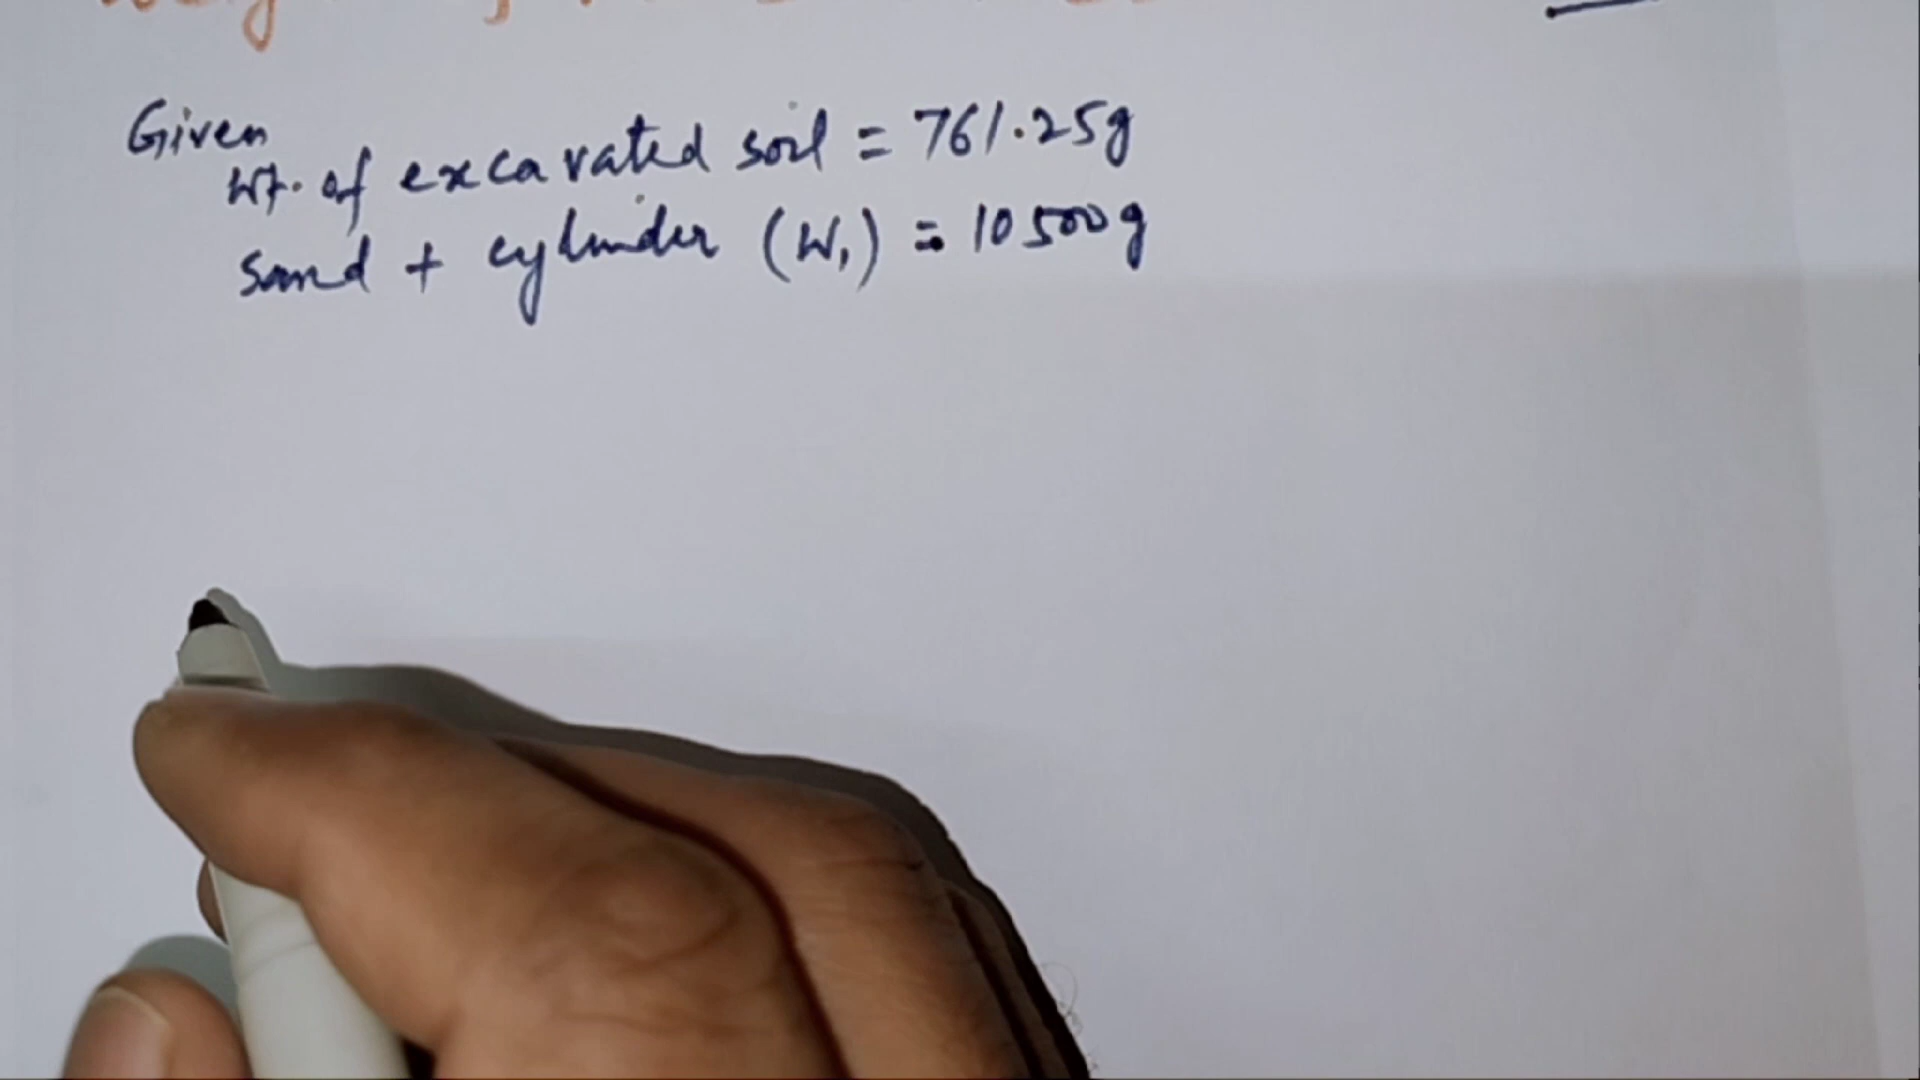 Given
Wt. of excavated soil = 761.25g
sand + cylinder (W1) = 10500g